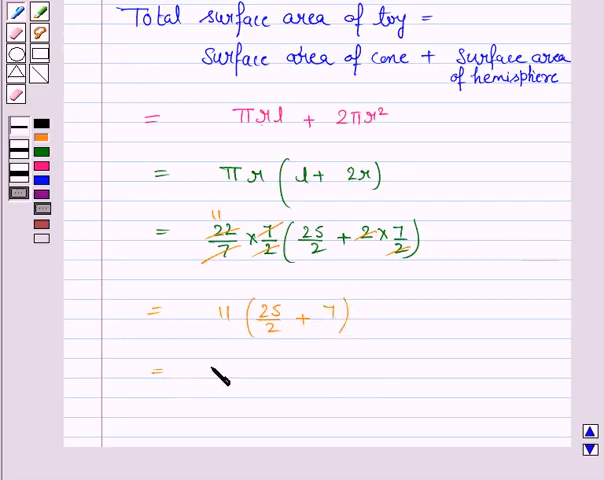 Total surface area of toy =
surface area of cone + surface area of hemisphere
= πrl + 2πr²
= πr (l + 2r)
11
= 22/7 × 7/2 (25/2 + 2 × 7/2)
= 11 (25/2 + 7)
=